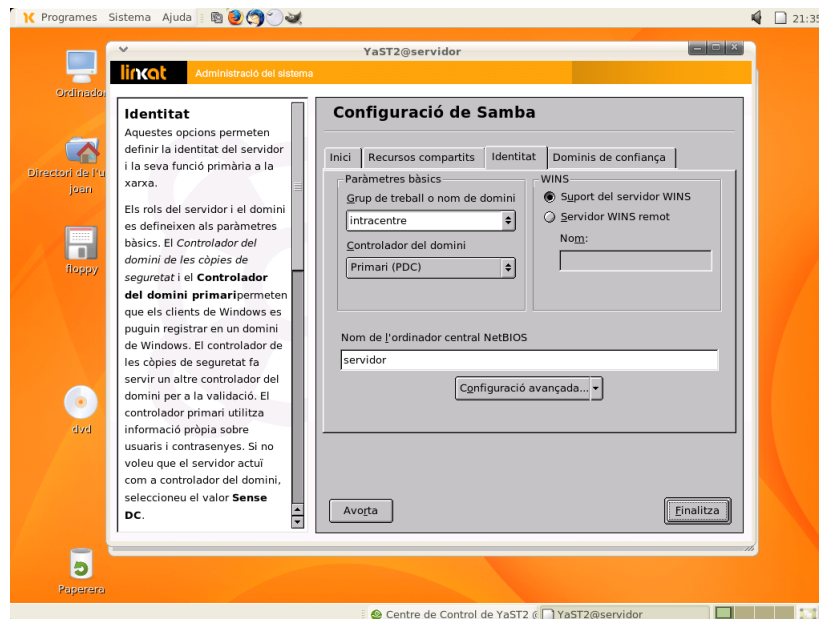 Programes Sistema Ajuda
21:35
YaST2@servidor
linkat Administració del sistema
Ordinador
Directori de l'u
joan
floppy
dvd
Paperera
Identitat
Aquestes opcions permeten
definir la identitat del servidor
i la seva funció primària a la
xarxa.
Els rols del servidor i el domini
es defineixen als paràmetres
bàsics. El Controlador del
domini de les còpies de
seguretat i el Controlador
del domini primaripermeten
que els clients de Windows es
puguin registrar en un domini
de Windows. El controlador de
les còpies de seguretat fa
servir un altre controlador del
domini per a la validació. El
controlador primari utilitza
informació pròpia sobre
usuaris i contrasenyes. Si no
voleu que el servidor actuï
com a controlador del domini,
seleccioneu el valor Sense
DC.
Configuració de Samba
Inici Recursos compartits Identitat Dominis de confiança
Paràmetres bàsics
Grup de treball o nom de domini
intracentre
Controlador del domini
Primari (PDC)
WINS
Suport del servidor WINS
Servidor WINS remot
Nom:
Nom de l'ordinador central NetBIOS
servidor
Configuració avançada...
Avorta
Finalitza
Centre de Control de YaST2 @ YaST2@servidor